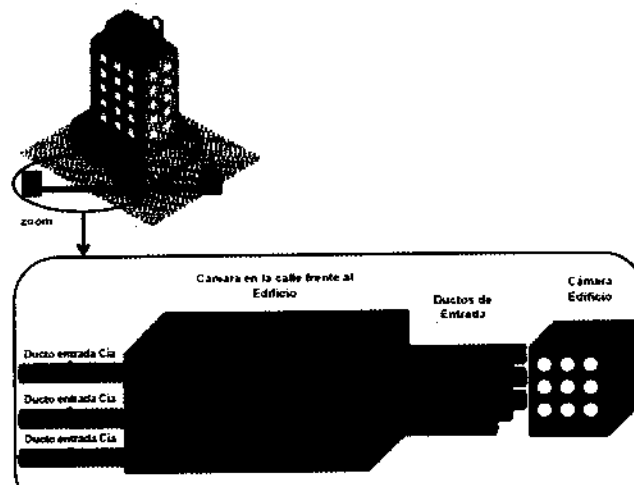 zoom
Cámara en la calle frente al
Edificio
Ductos de
Entrada
Cámara
Edificio
Ducto entrada Cía
Ducto entrada Cía
Ducto entrada Cía